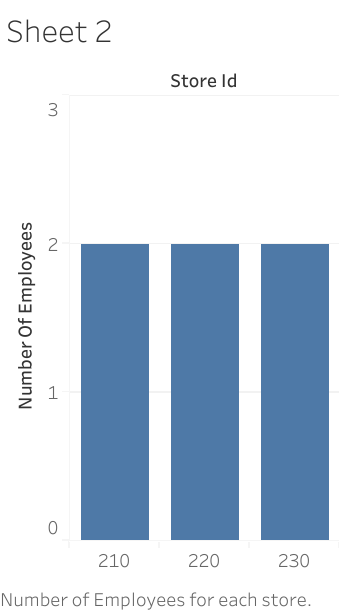 Sheet 2
Store Id
3
2
1
0
Number Of Employees
210 220 230
Number of Employees for each store.